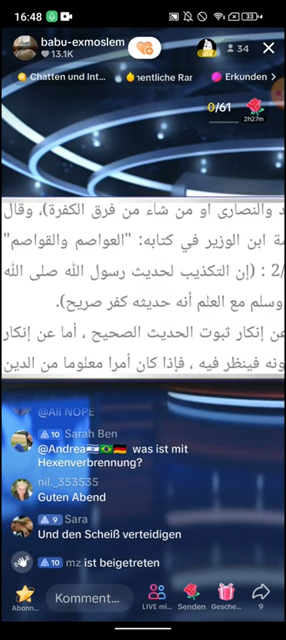 16:48
33
babu-exmoslem
13.1K
34
Chatten und Int...
entliche Ran
Erkunden
0/61
2h27m
د والنصارى او من شاء من فرق الكفرة)، وقال
مة ابن الوزير في كتابه: "العواصم والقواصم"
2/ : (إن التكذيب لحديث رسول الله صلى الله
وسلم مع العلم أنه حديثه كفر صريح).
عن إنكار ثبوت الحديث الصحيح ، أما عن إنكار
ونه فينظر فيه ، فإذا كان أمرا معلوما من الدين
@Ali NOPE
10 Sarah Ben
@Andrea🇮🇱🇧🇷🇩🇪 was ist mit
Hexenverbrennung?
nil._353535
Guten Abend
9 Sara
Und den Scheiß verteidigen
10 mz ist beigetreten
Komment...
Abonn...
LIVE mi...
Senden
Gesche...
9